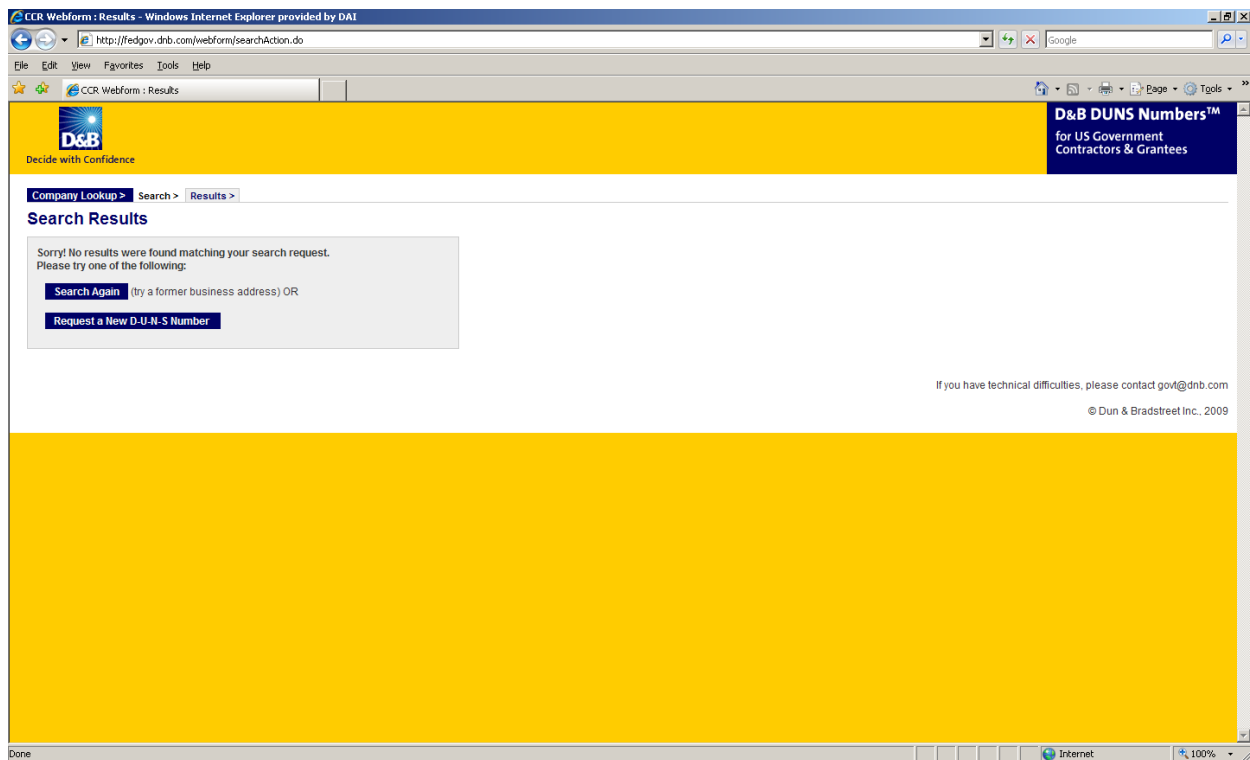 CCR Webform : Results - Windows Internet Explorer provided by DAI
http://fedgov.dnb.com/webform/searchAction.do
Google
File Edit View Favorites Tools Help
CCR Webform : Results
Page Tools »
D&B
Decide with Confidence
D&B DUNS Numbers™
for US Government
Contractors & Grantees
Company Lookup > Search > Results >
Search Results
Sorry! No results were found matching your search request.
Please try one of the following:
Search Again (try a former business address) OR
Request a New D-U-N-S Number
If you have technical difficulties, please contact govt@dnb.com
© Dun & Bradstreet Inc., 2009
Done
Internet
100%